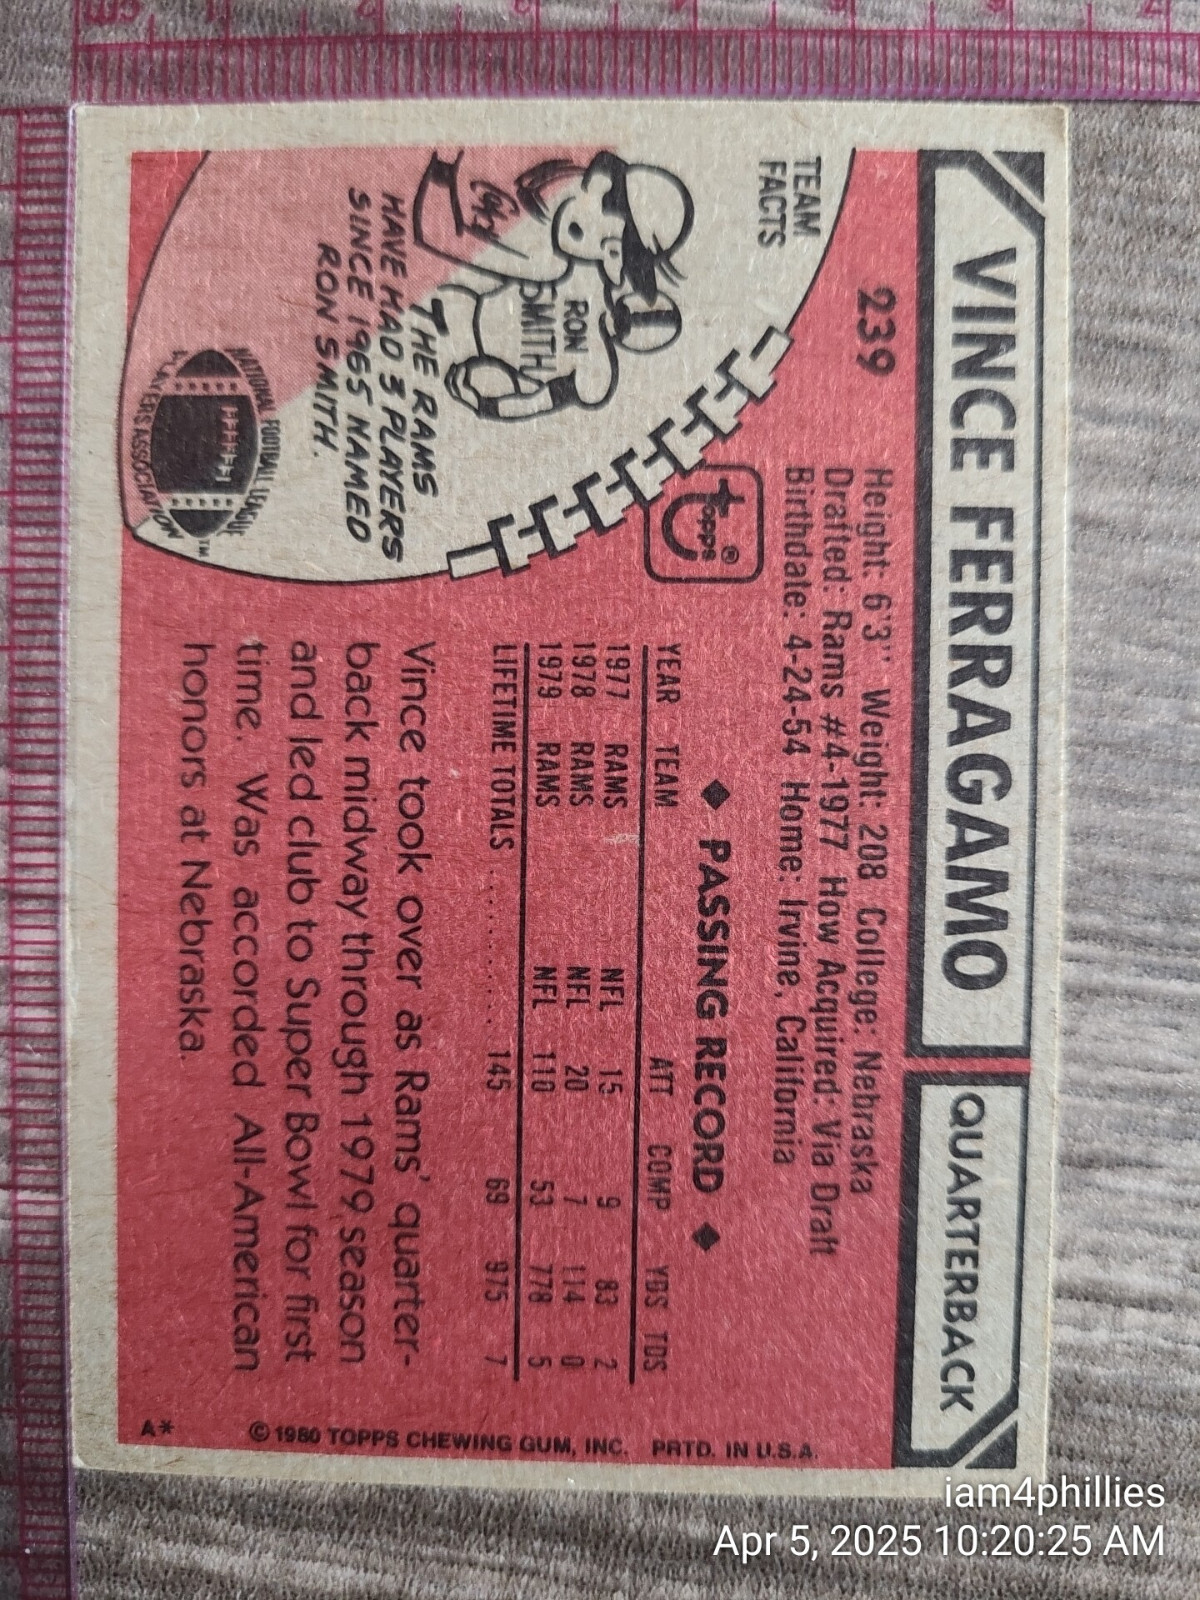 VINCE FERRAGAMO
QUARTERBACK
239
Height: 6'3'' Weight: 208 College: Nebraska
Drafted: Rams #4-1977 How Acquired: Via Draft
Birthdate: 4-24-54 Home: Irvine, California
TEAM
FACTS
RON
SMITH
THE RAMS
HAVE HAD 3 PLAYERS
SINCE 1965 NAMED
RON SMITH.
NATIONAL FOOTBALL LEAGUE
PLAYERS ASSOCIATION
TM
topps®
◆ PASSING RECORD ◆
YEAR TEAM ATT COMP YDS TDS
1977 RAMS NFL 15 9 83 2
1978 RAMS NFL 20 7 114 0
1979 RAMS NFL 110 53 778 5
LIFETIME TOTALS .......... 145 69 975 7
Vince took over as Rams' quarter-
back midway through 1979 season
and led club to Super Bowl for first
time. Was accorded All-American
honors at Nebraska.
A* © 1980 TOPPS CHEWING GUM, INC. PRTD. IN U.S.A.
iam4phillies
Apr 5, 2025 10:20:25 AM